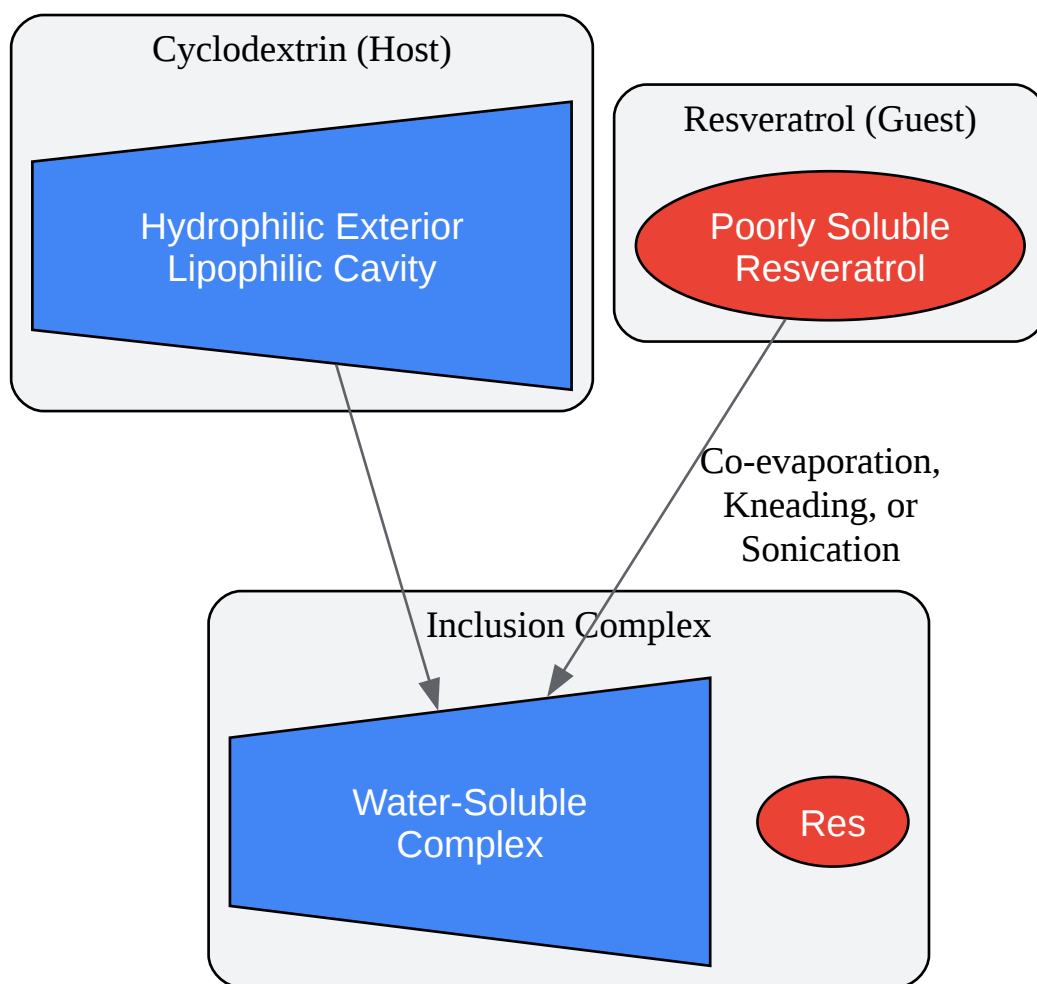 Cyclodextrin (Host)
Hydrophilic Exterior
Lipophilic Cavity
Resveratrol (Guest)
Poorly Soluble
Resveratrol
Co-evaporation,
Kneading, or
Sonication
Inclusion Complex
Water-Soluble
Complex
Res